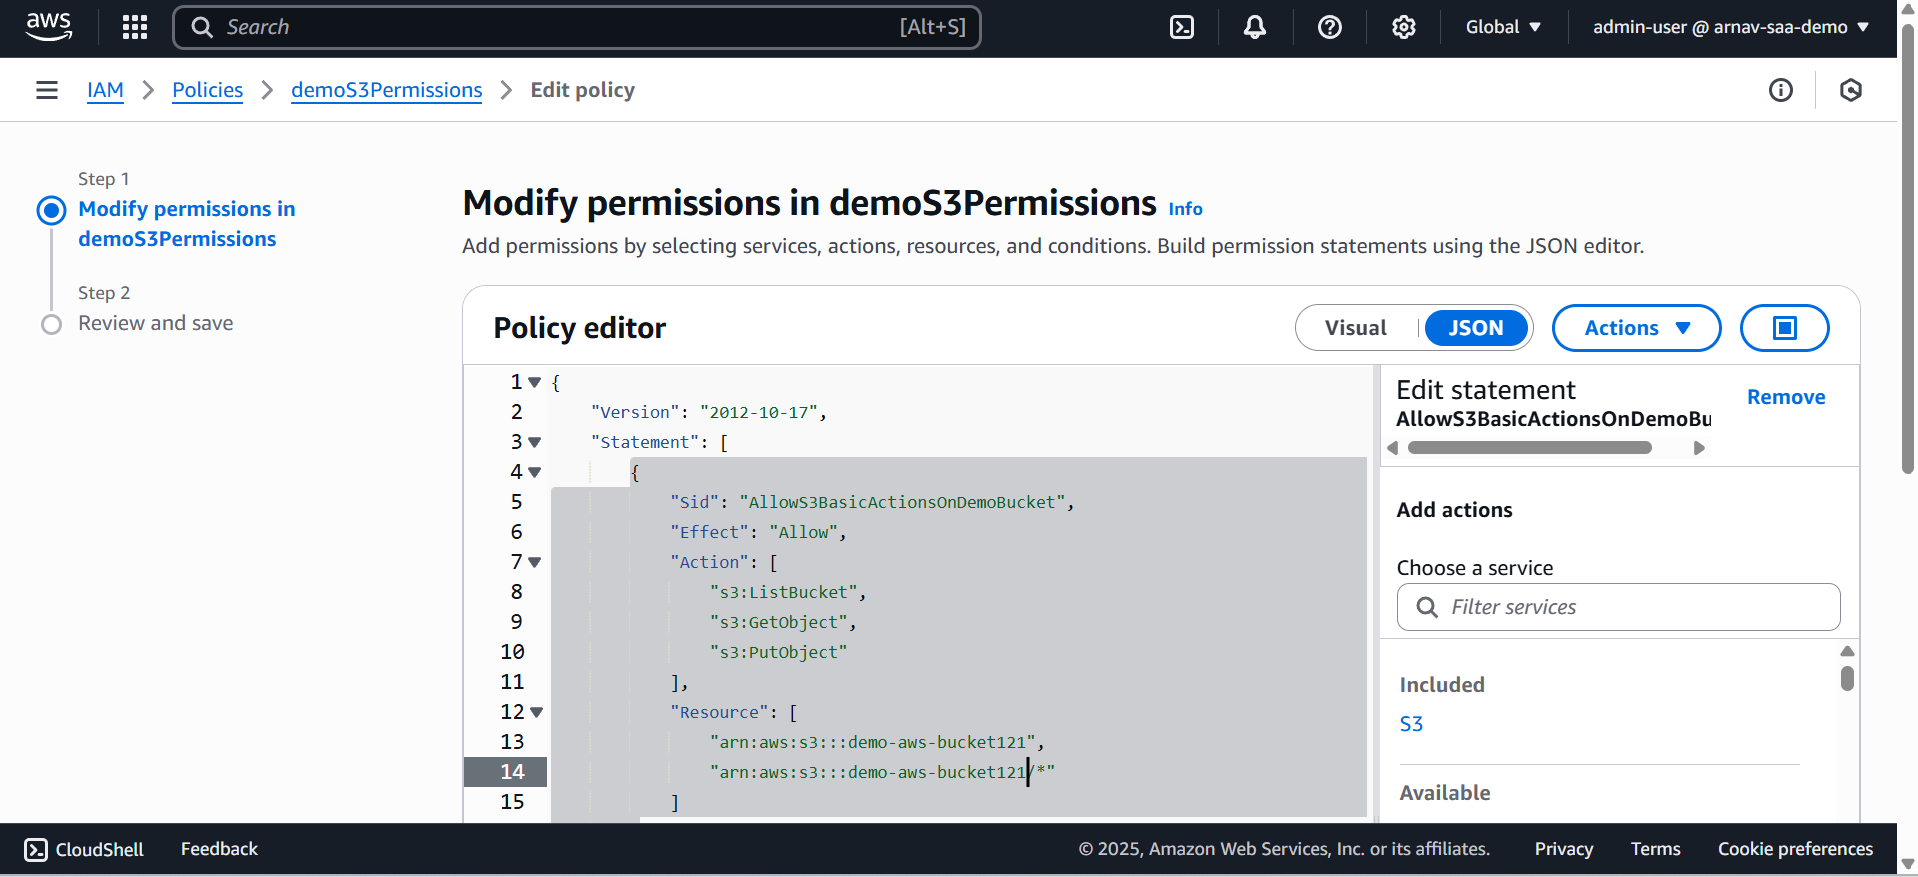 aws
Search [Alt+S]
Global
admin-user @ arnav-saa-demo
IAM
Policies
demoS3Permissions
Edit policy
Step 1
Modify permissions in
demoS3Permissions
Step 2
Review and save
Modify permissions in demoS3Permissions Info
Add permissions by selecting services, actions, resources, and conditions. Build permission statements using the JSON editor.
Policy editor
Visual
JSON
Actions
1 {
2 "Version": "2012-10-17",
3 "Statement": [
4 {
5 "Sid": "AllowS3BasicActionsOnDemoBucket",
6 "Effect": "Allow",
7 "Action": [
8 "s3:ListBucket",
9 "s3:GetObject",
10 "s3:PutObject"
11 ],
12 "Resource": [
13 "arn:aws:s3:::demo-aws-bucket121",
14 "arn:aws:s3:::demo-aws-bucket121/*"
15 ]
Edit statement
AllowS3BasicActionsOnDemoBu
Remove
Add actions
Choose a service
Filter services
Included
S3
Available
CloudShell
Feedback
© 2025, Amazon Web Services, Inc. or its affiliates.
Privacy
Terms
Cookie preferences